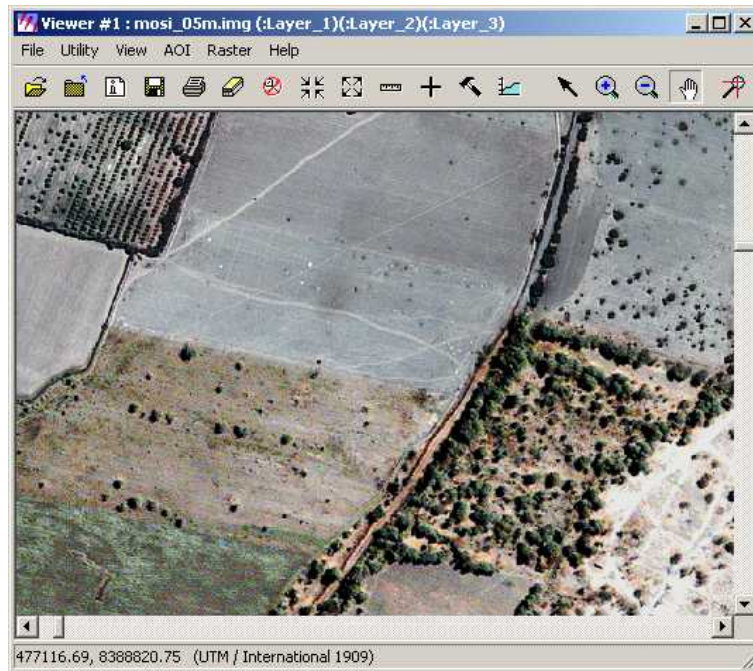 Viewer #1 : mosi_05m.img (:Layer_1)(:Layer_2)(:Layer_3)
File Utility View AOI Raster Help
477116.69, 8388820.75 (UTM / International 1909)